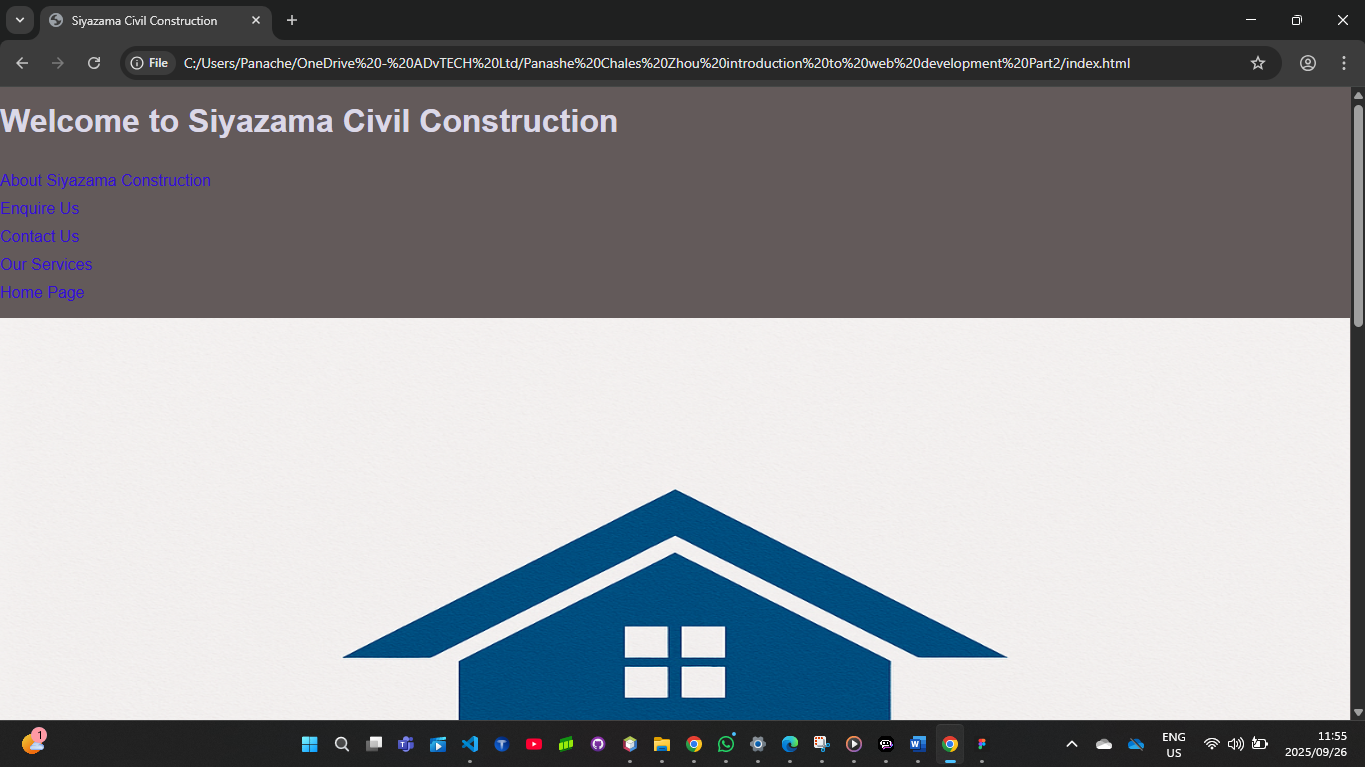 Siyazama Civil Construction
File
C:/Users/Panache/OneDrive%20-%20ADvTECH%20Ltd/Panashe%20Chales%20Zhou%20introduction%20to%20web%20development%20Part2/index.html
Welcome to Siyazama Civil Construction
About Siyazama Construction
Enquire Us
Contact Us
Our Services
Home Page
1
ENG
US
11:55
2025/09/26